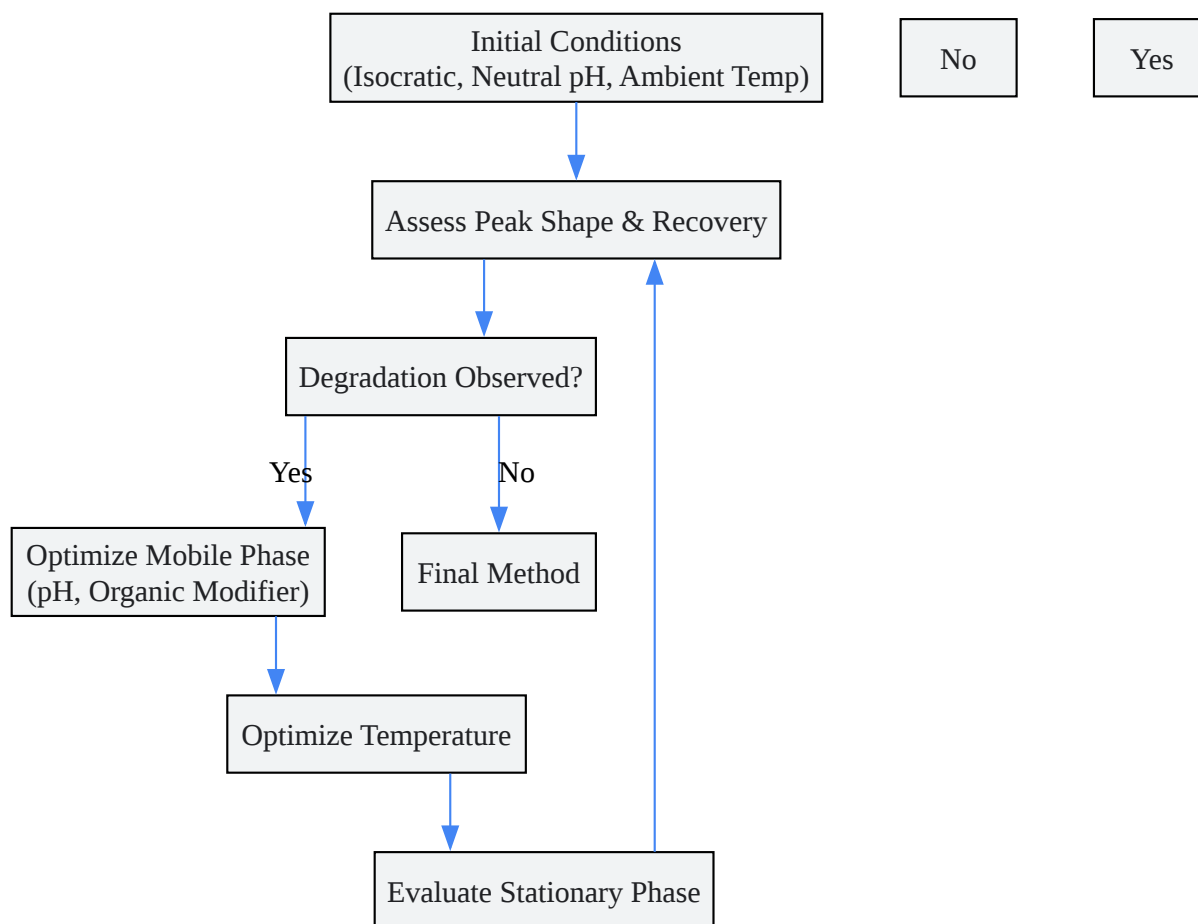 Initial Conditions
(Isocratic, Neutral pH, Ambient Temp)
No
Yes
Assess Peak Shape & Recovery
Degradation Observed?
Yes
No
Optimize Mobile Phase
(pH, Organic Modifier)
Final Method
Optimize Temperature
Evaluate Stationary Phase